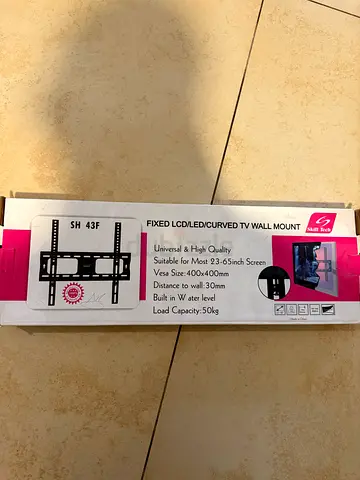 SH 43F
FIXED LCD/LED/CURVED TV WALL MOUNT
Skill Tech
Universal & High Quality
Suitable for Most 23-65inch Screen
Vesa Size:400x400mm
Distance to wall:30mm
Built in W ater level
Load Capacity:50kg